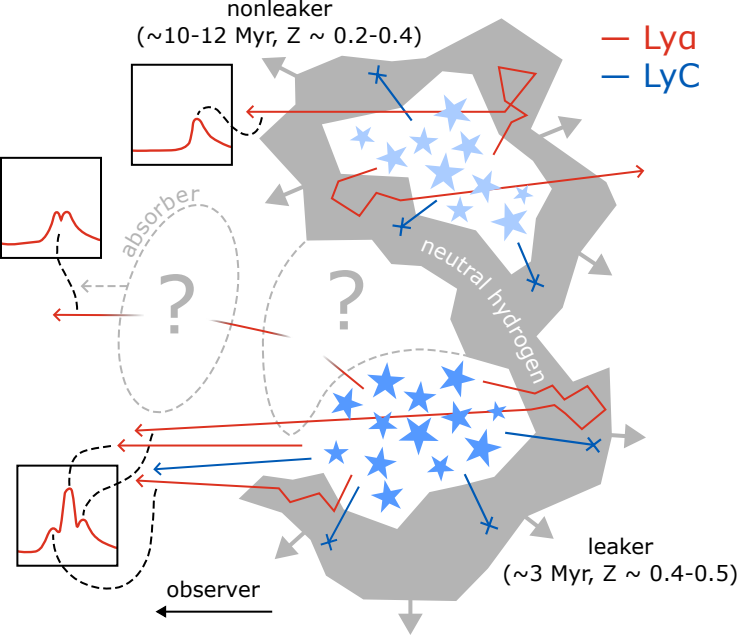 nonleaker
(~10-12 Myr, Z ~ 0.2-0.4)
— Lyα
— LyC
absorber
?
?
neutral hydrogen
leaker
(~3 Myr, Z ~ 0.4-0.5)
observer